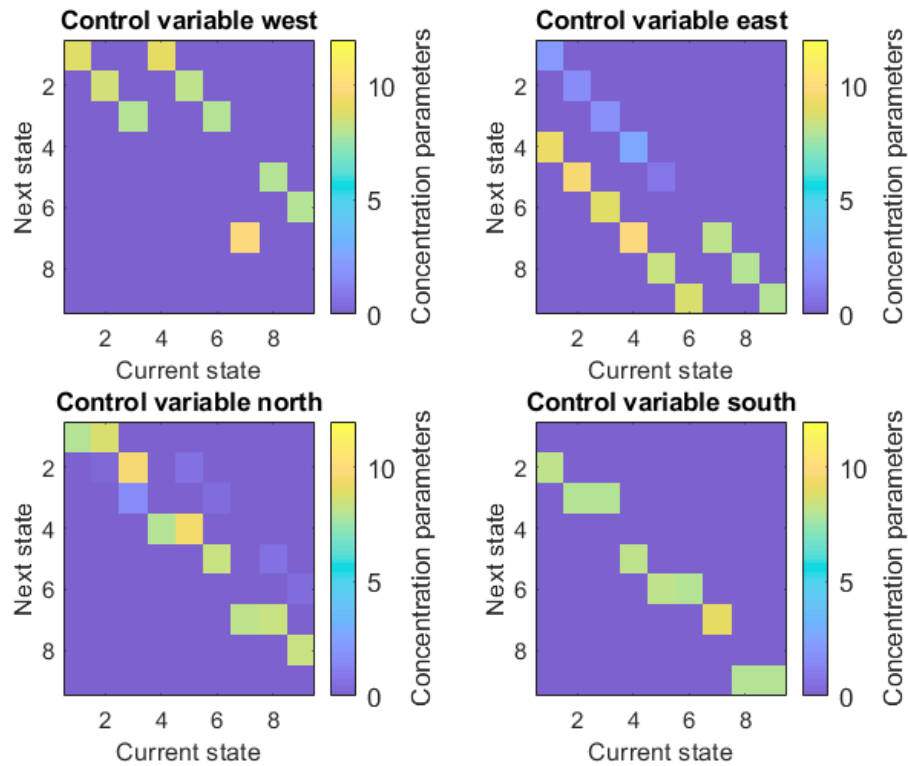 Control variable west
Next state
2
4
6
8
2 4 6 8
Current state
10
5
0
Concentration parameters
Control variable east
Next state
2
4
6
8
2 4 6 8
Current state
10
5
0
Concentration parameters
Control variable north
Next state
2
4
6
8
2 4 6 8
Current state
10
5
0
Concentration parameters
Control variable south
Next state
2
4
6
8
2 4 6 8
Current state
10
5
0
Concentration parameters